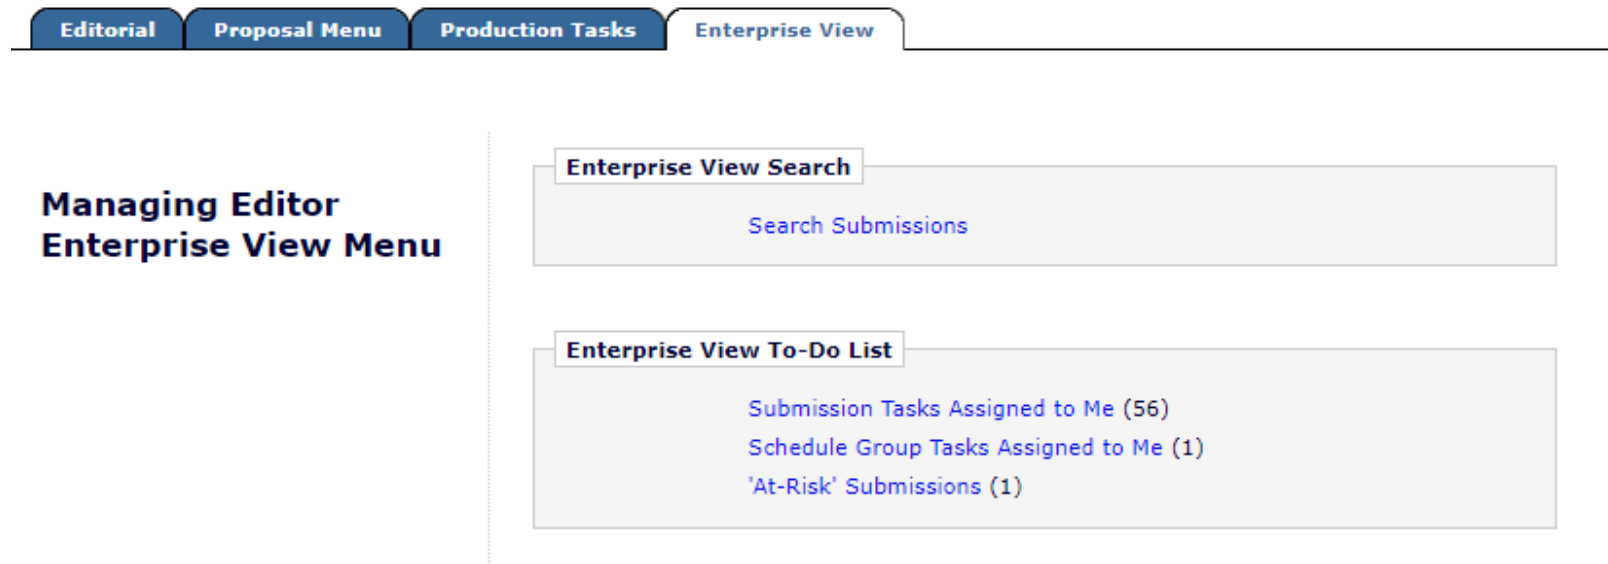 Editorial Proposal Menu Production Tasks Enterprise View
Managing Editor
Enterprise View Menu
Enterprise View Search
Search Submissions
Enterprise View To-Do List
Submission Tasks Assigned to Me (56)
Schedule Group Tasks Assigned to Me (1)
'At-Risk' Submissions (1)